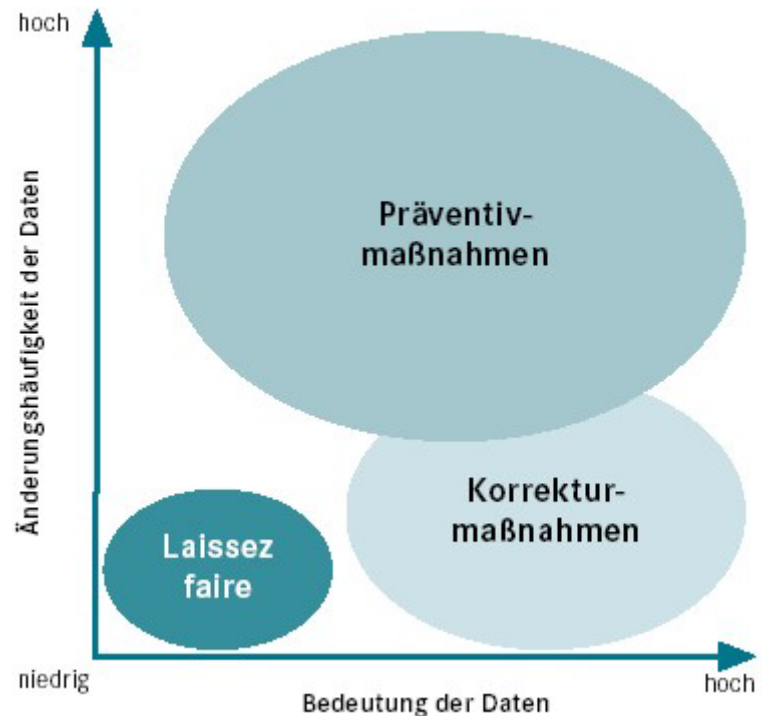 hoch
Änderungshäufigkeit der Daten
Präventiv-
maßnahmen
Korrektur-
maßnahmen
Laissez
faire
niedrig
hoch
Bedeutung der Daten